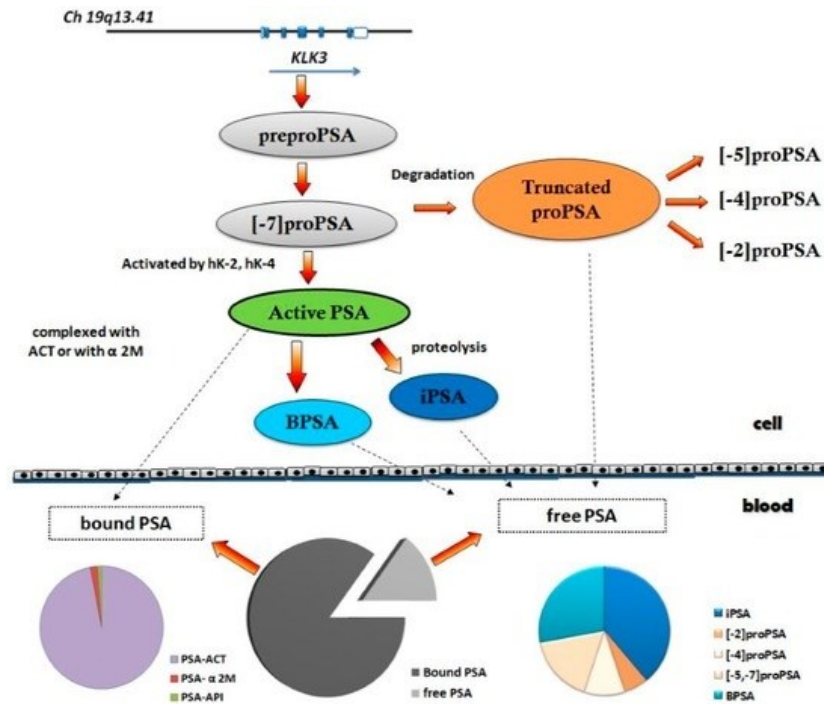 Ch 19q13.41
KLK3
preproPSA
Degradation
Truncated
proPSA
[-5]proPSA
[-4]proPSA
[-2]proPSA
[-7]proPSA
Activated by hK-2, hK-4
Active PSA
complexed with
ACT or with α 2M
proteolysis
iPSA
BPSA
cell
blood
bound PSA
free PSA
PSA-ACT
PSA- α 2M
PSA-API
Bound PSA
free PSA
iPSA
[-2]proPSA
[-4]proPSA
[-5,-7]proPSA
BPSA